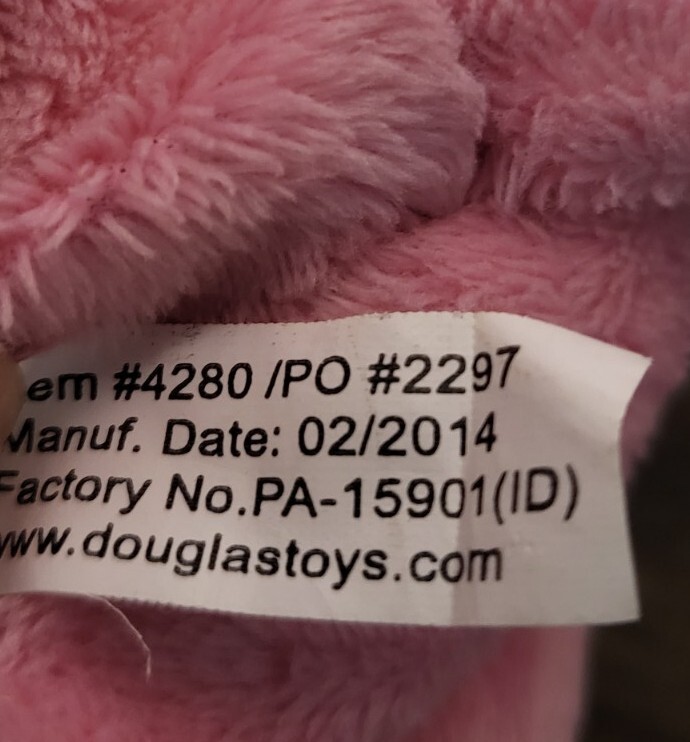 em #4280 /PO #2297
Manuf. Date: 02/2014
Factory No.PA-15901(ID)
www.douglastoys.com